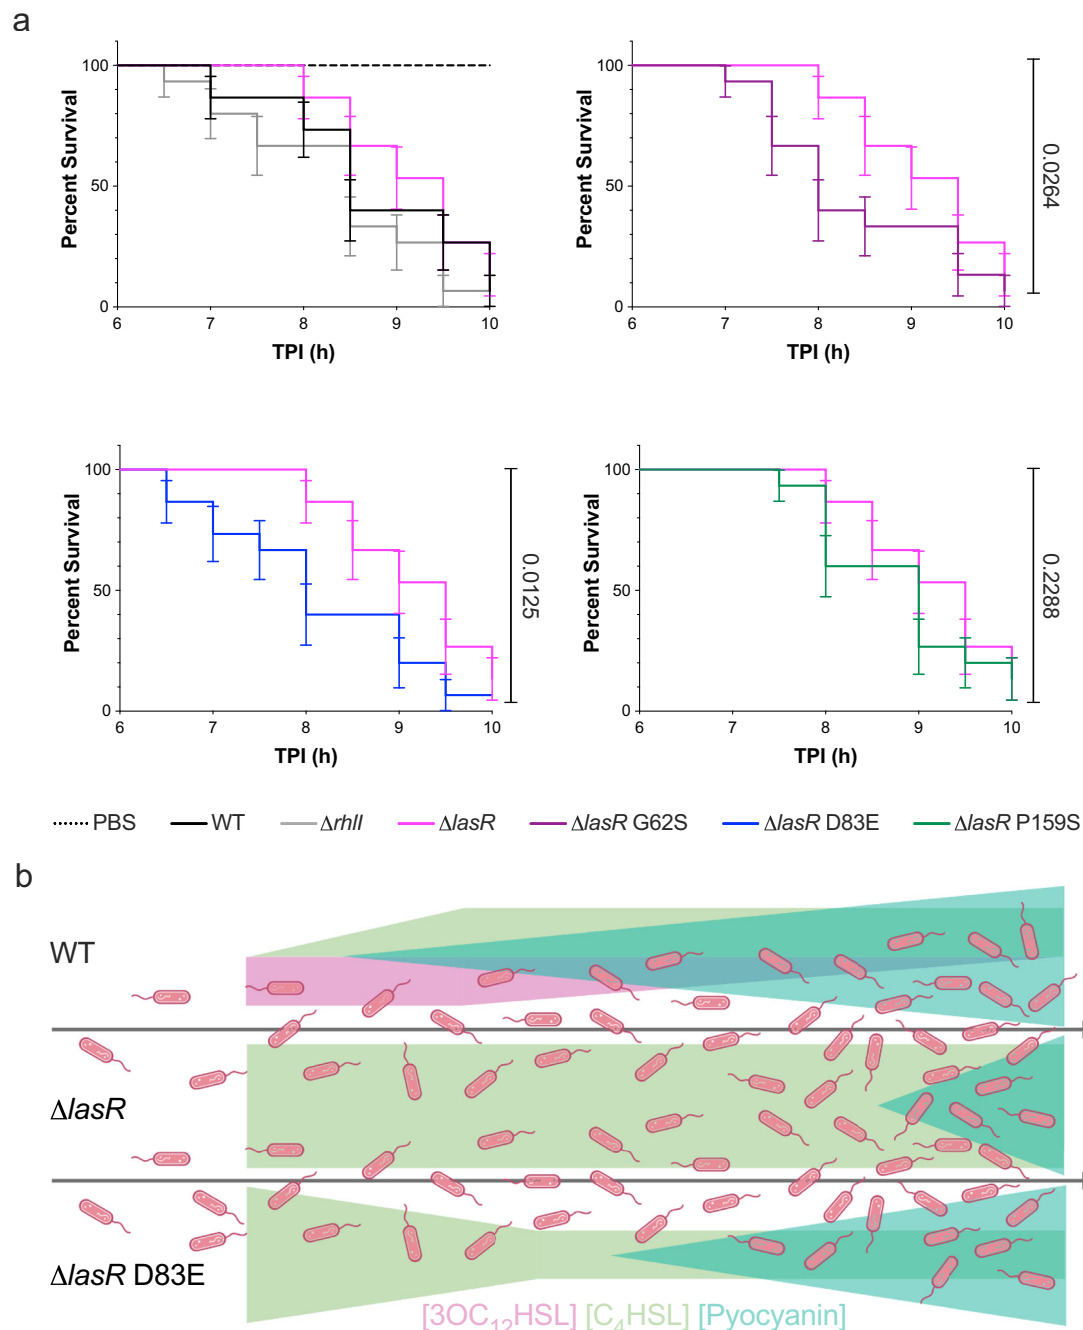 a
100
50
0
Percent Survival
6 7 8 9 10
TPI (h)
100
50
0
Percent Survival
6 7 8 9 10
TPI (h)
0.0264
100
50
0
Percent Survival
6 7 8 9 10
TPI (h)
0.0125
100
50
0
Percent Survival
6 7 8 9 10
TPI (h)
0.2288
PBS WT ΔrhlI ΔlasR ΔlasR G62S ΔlasR D83E ΔlasR P159S
b
WT
ΔlasR
ΔlasR D83E
[3OC₁₂HSL] [C₄HSL] [Pyocyanin]